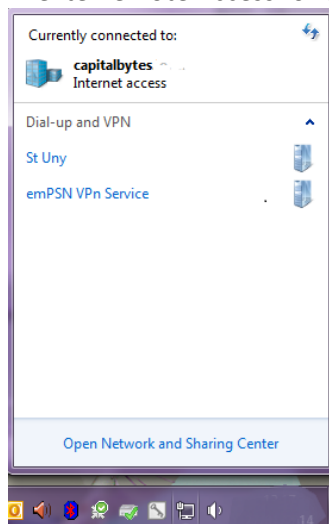 Currently connected to:
capitalbytes
Internet access
Dial-up and VPN
St Uny
emPSN VPn Service
Open Network and Sharing Center